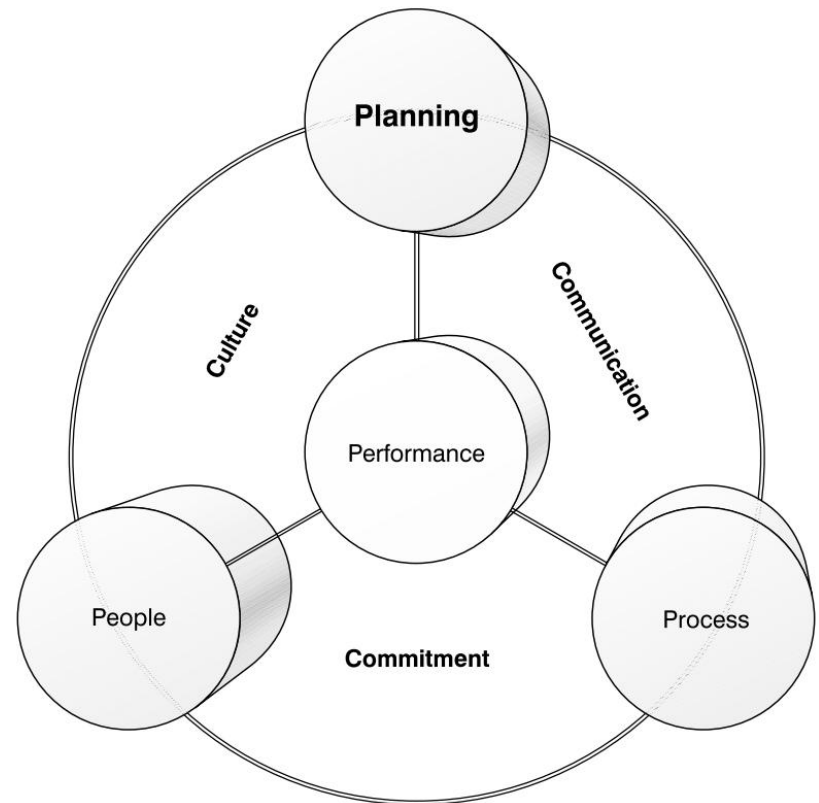 Planning
Culture
Communication
Performance
People
Process
Commitment